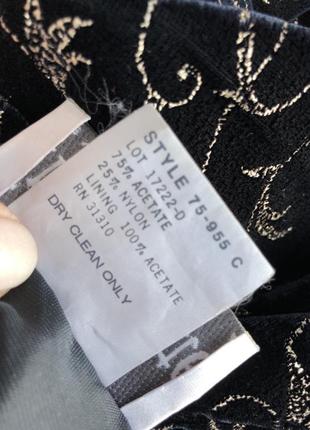 STYLE 75-955 C
LOT 17222-D
75% ACETATE
25% NYLON
LINING 100% ACETATE
RN 31310
DRY CLEAN ONLY